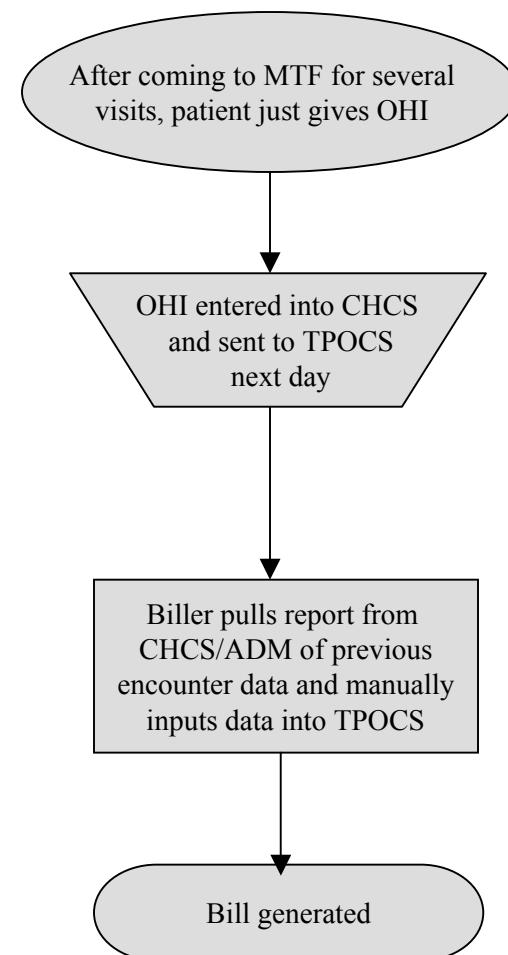 After coming to MTF for several
visits, patient just gives OHI
OHI entered into CHCS
and sent to TPOCS
next day
Biller pulls report from
CHCS/ADM of previous
encounter data and manually
inputs data into TPOCS
Bill generated